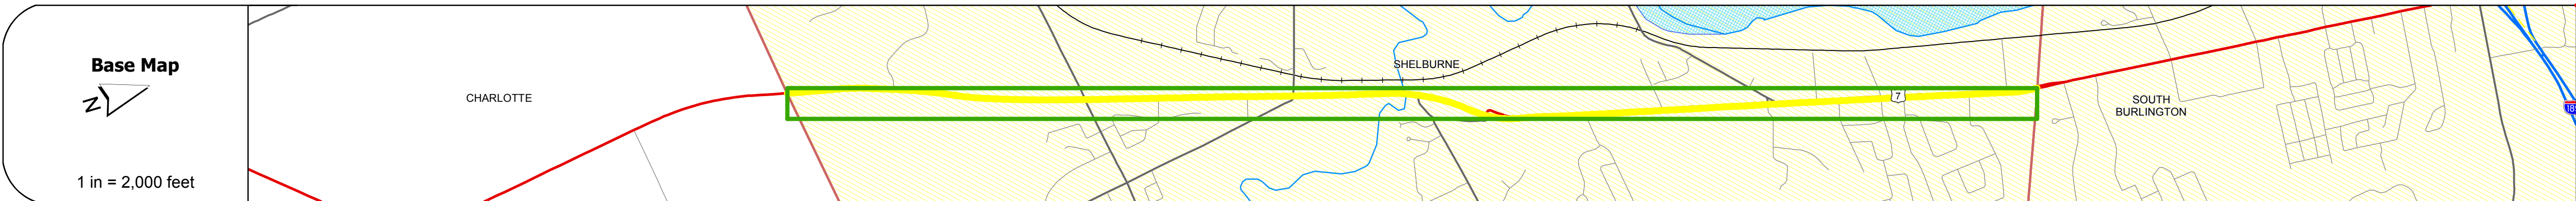 Base Map
N
1 in = 2,000 feet
CHARLOTTE
SHELBURNE
7
SOUTH
BURLINGTON